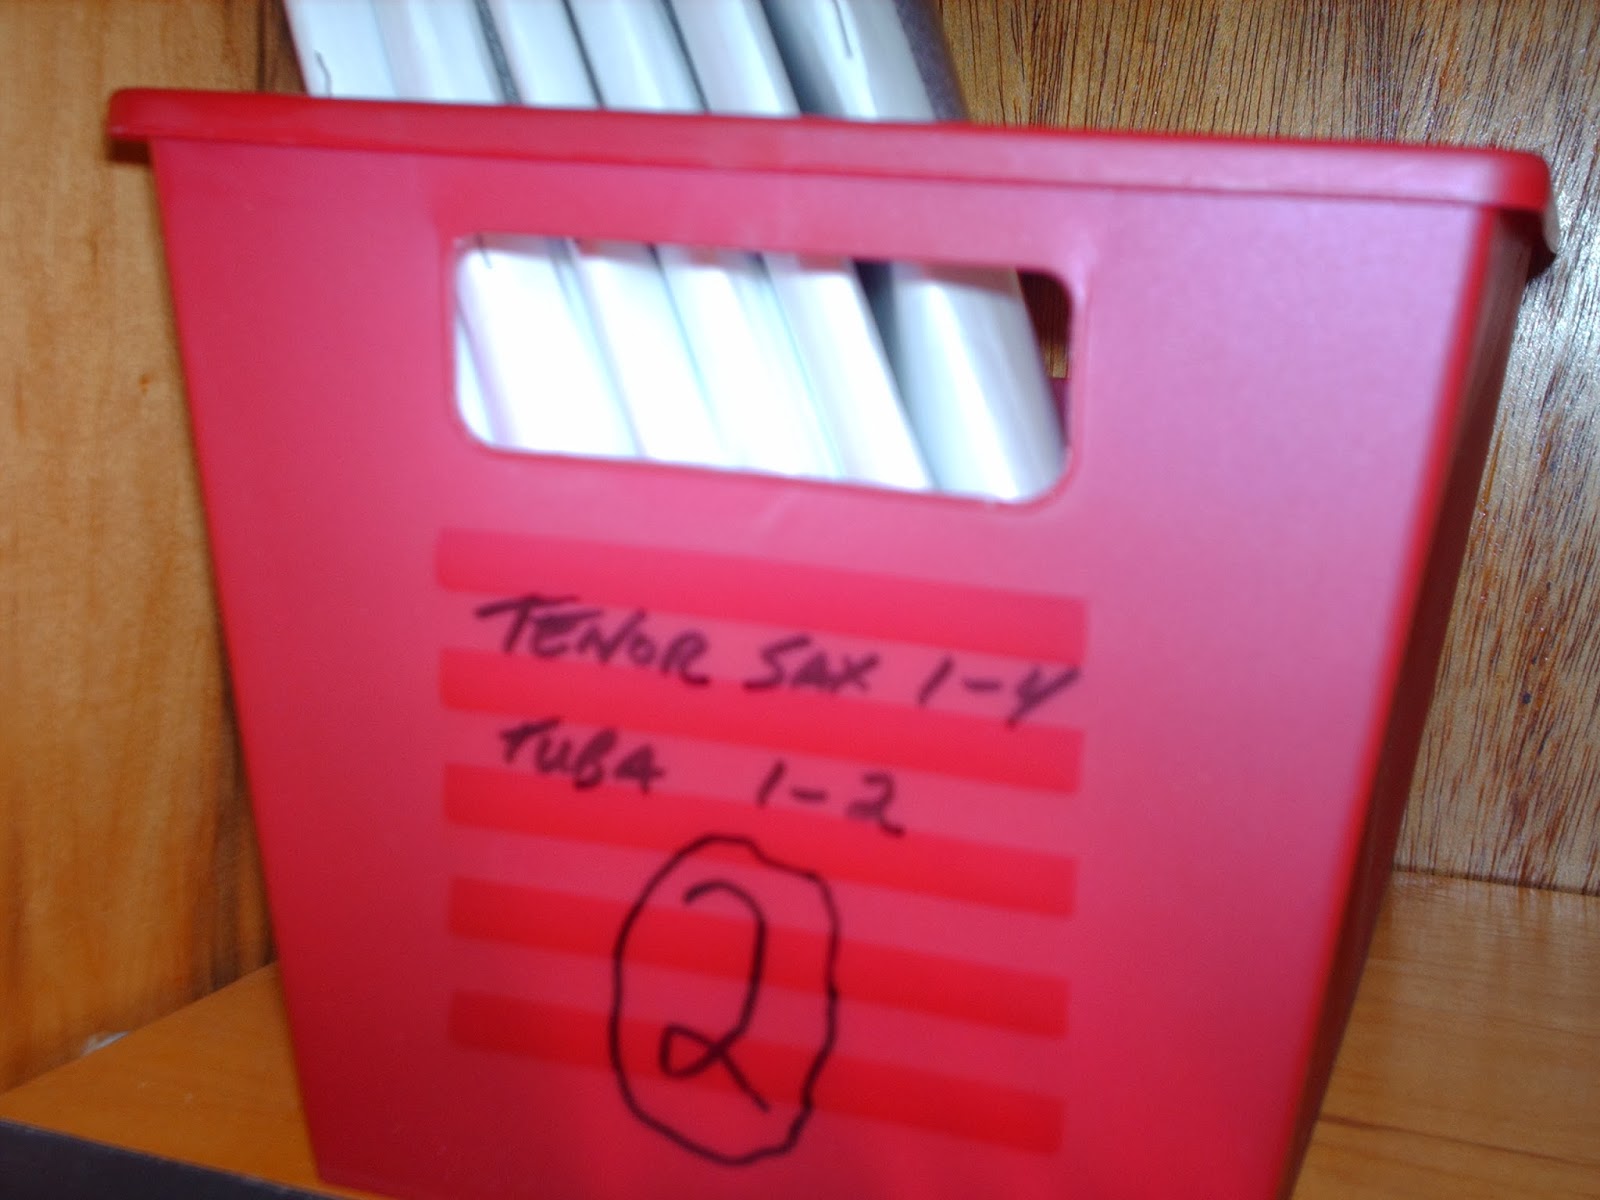 TENOR SAX 1-4
TUBA 1-2
2